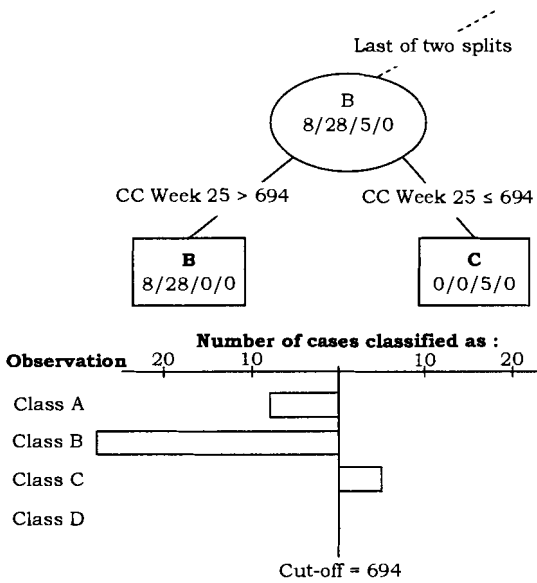 Last of two splits
B
8/28/5/0
CC Week 25 > 694
CC Week 25 ≤ 694
B
8/28/0/0
C
0/0/5/0
Number of cases classified as :
Observation
20 10 10 20
Class A
Class B
Class C
Class D
Cut-off = 694